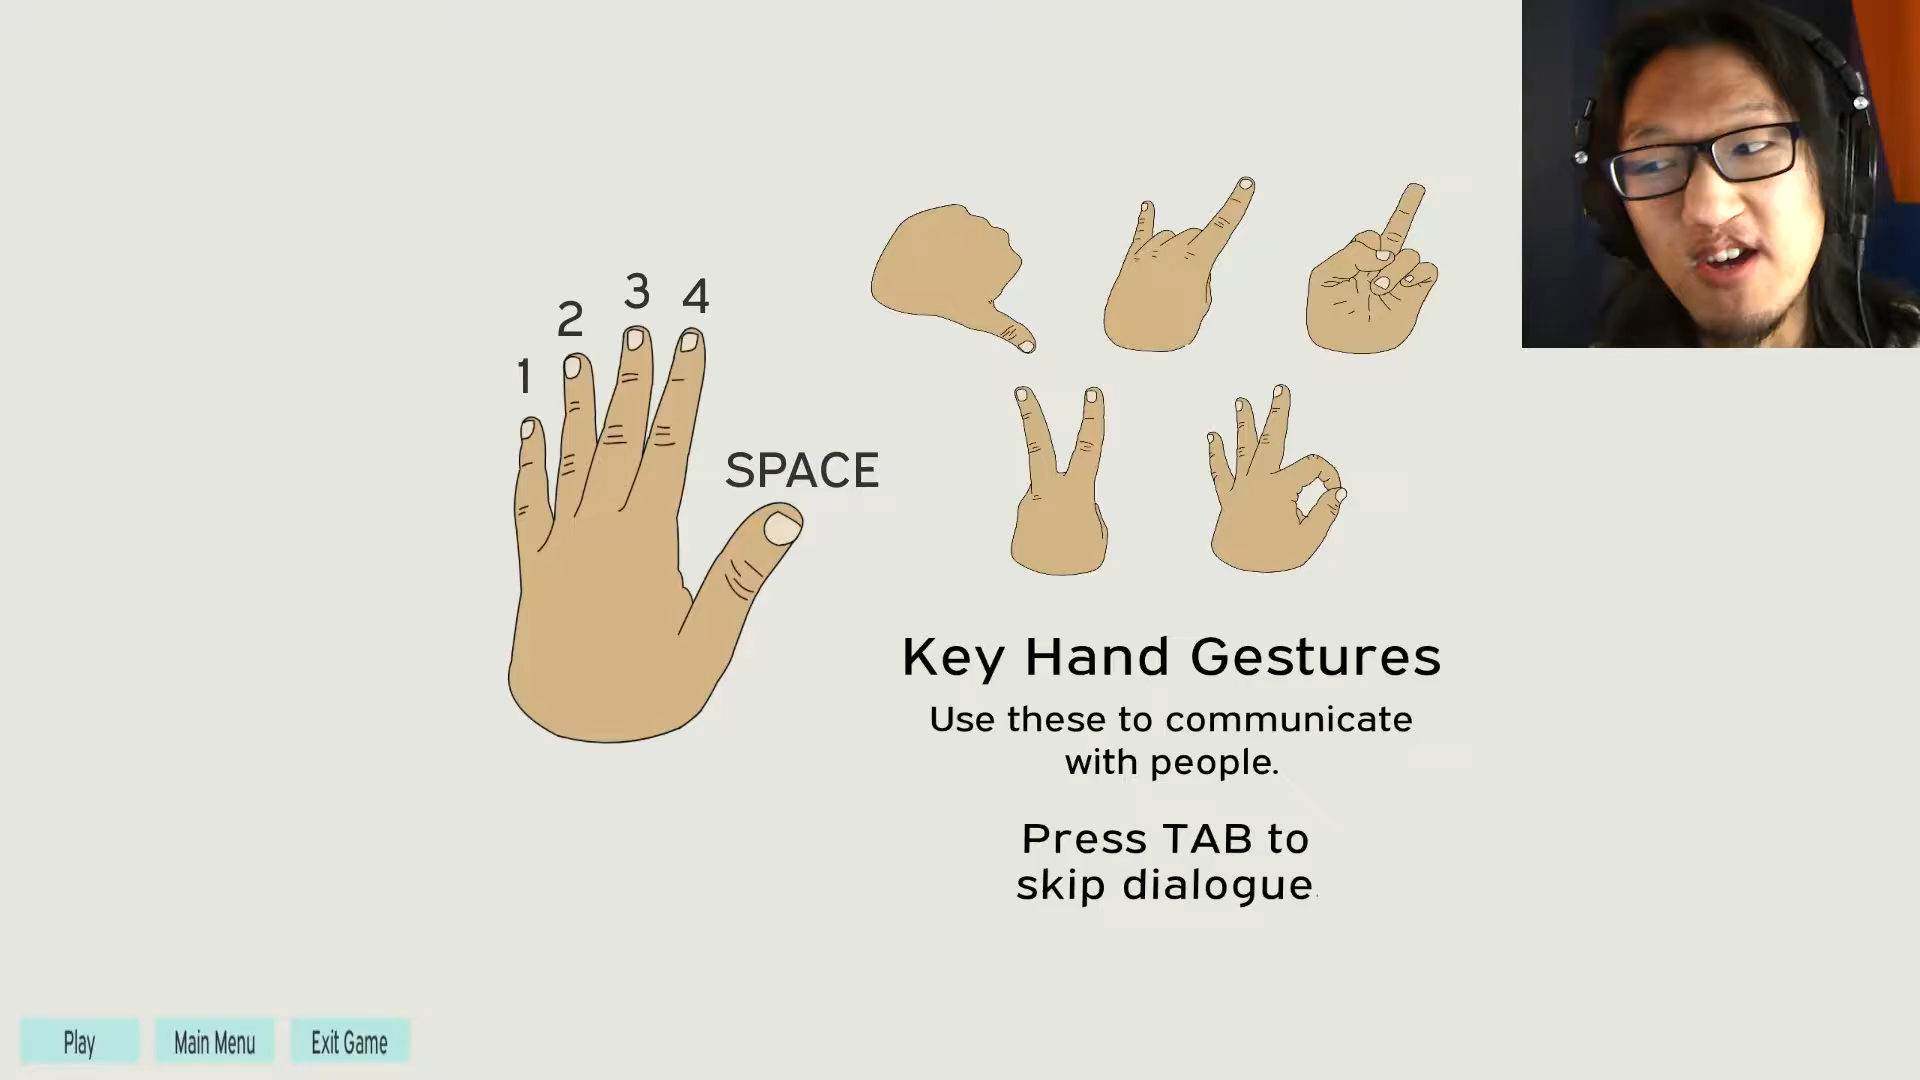 1
2
3
4
SPACE
Key Hand Gestures
Use these to communicate
with people.
Press TAB to
skip dialogue
Play
Main Menu
Exit Game